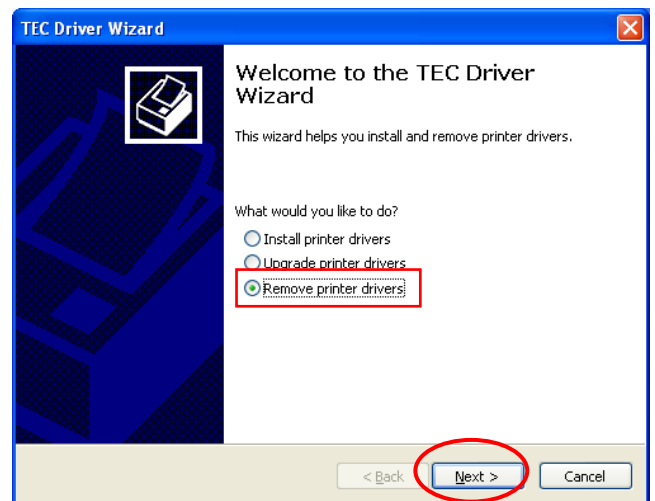 TEC Driver Wizard
Welcome to the TEC Driver
Wizard
This wizard helps you install and remove printer drivers.
What would you like to do?
Install printer drivers
Upgrade printer drivers
Remove printer drivers
< Back
Next >
Cancel